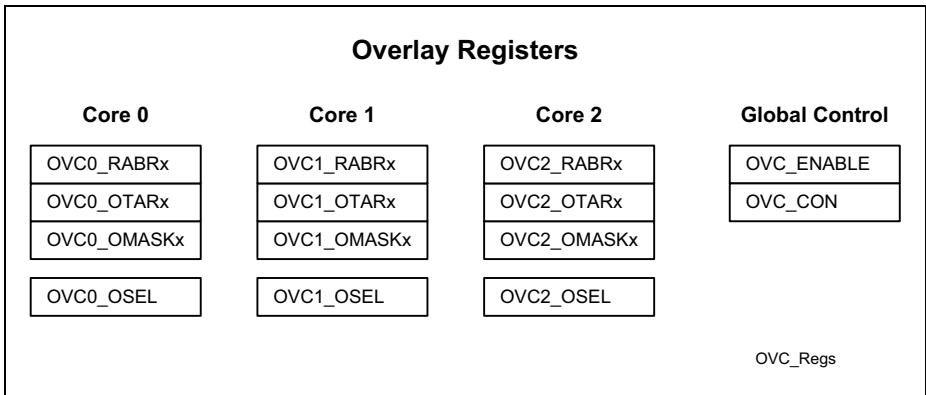 Overlay Registers
Core 0 Core 1 Core 2 Global Control
OVC0_RABRx OVC1_RABRx OVC2_RABRx OVC_ENABLE
OVC0_OTARx OVC1_OTARx OVC2_OTARx OVC_CON
OVC0_OMASKx OVC1_OMASKx OVC2_OMASKx
OVC0_OSEL OVC1_OSEL OVC2_OSEL
OVC_Regs